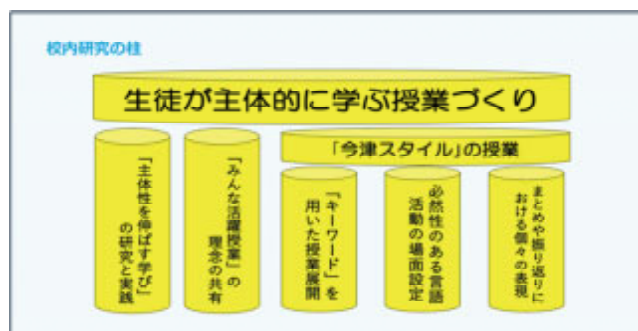 校内研究の柱
生徒が主体的に学ぶ授業づくり
「今津スタイル」の授業
「主体性を伸ばす学び」
の研究と実践
「みんな活躍授業」の
理念の共有
「キーワード」を
用いた授業展開
必然性のある言語
活動の場面設定
まとめや振り返りに
おける個々の表現